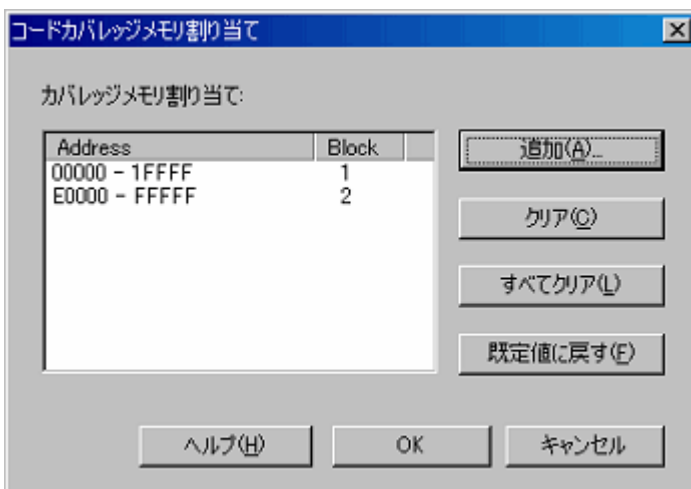 コードカバレッジメモリ割り当て
カバレッジメモリ割り当て:
Address Block
00000 - 1FFFF 1
E0000 - FFFFF 2
追加(A)...
クリア(C)
すべてクリア(L)
既定値に戻す(F)
ヘルプ(H) OK キャンセル